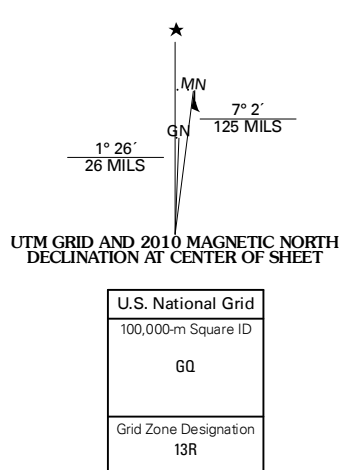 ★
MN
7° 2´
125 MILS
GN
1° 26´
26 MILS
UTM GRID AND 2010 MAGNETIC NORTH
DECLINATION AT CENTER OF SHEET
U.S. National Grid
100,000-m Square ID
GQ
Grid Zone Designation
13R